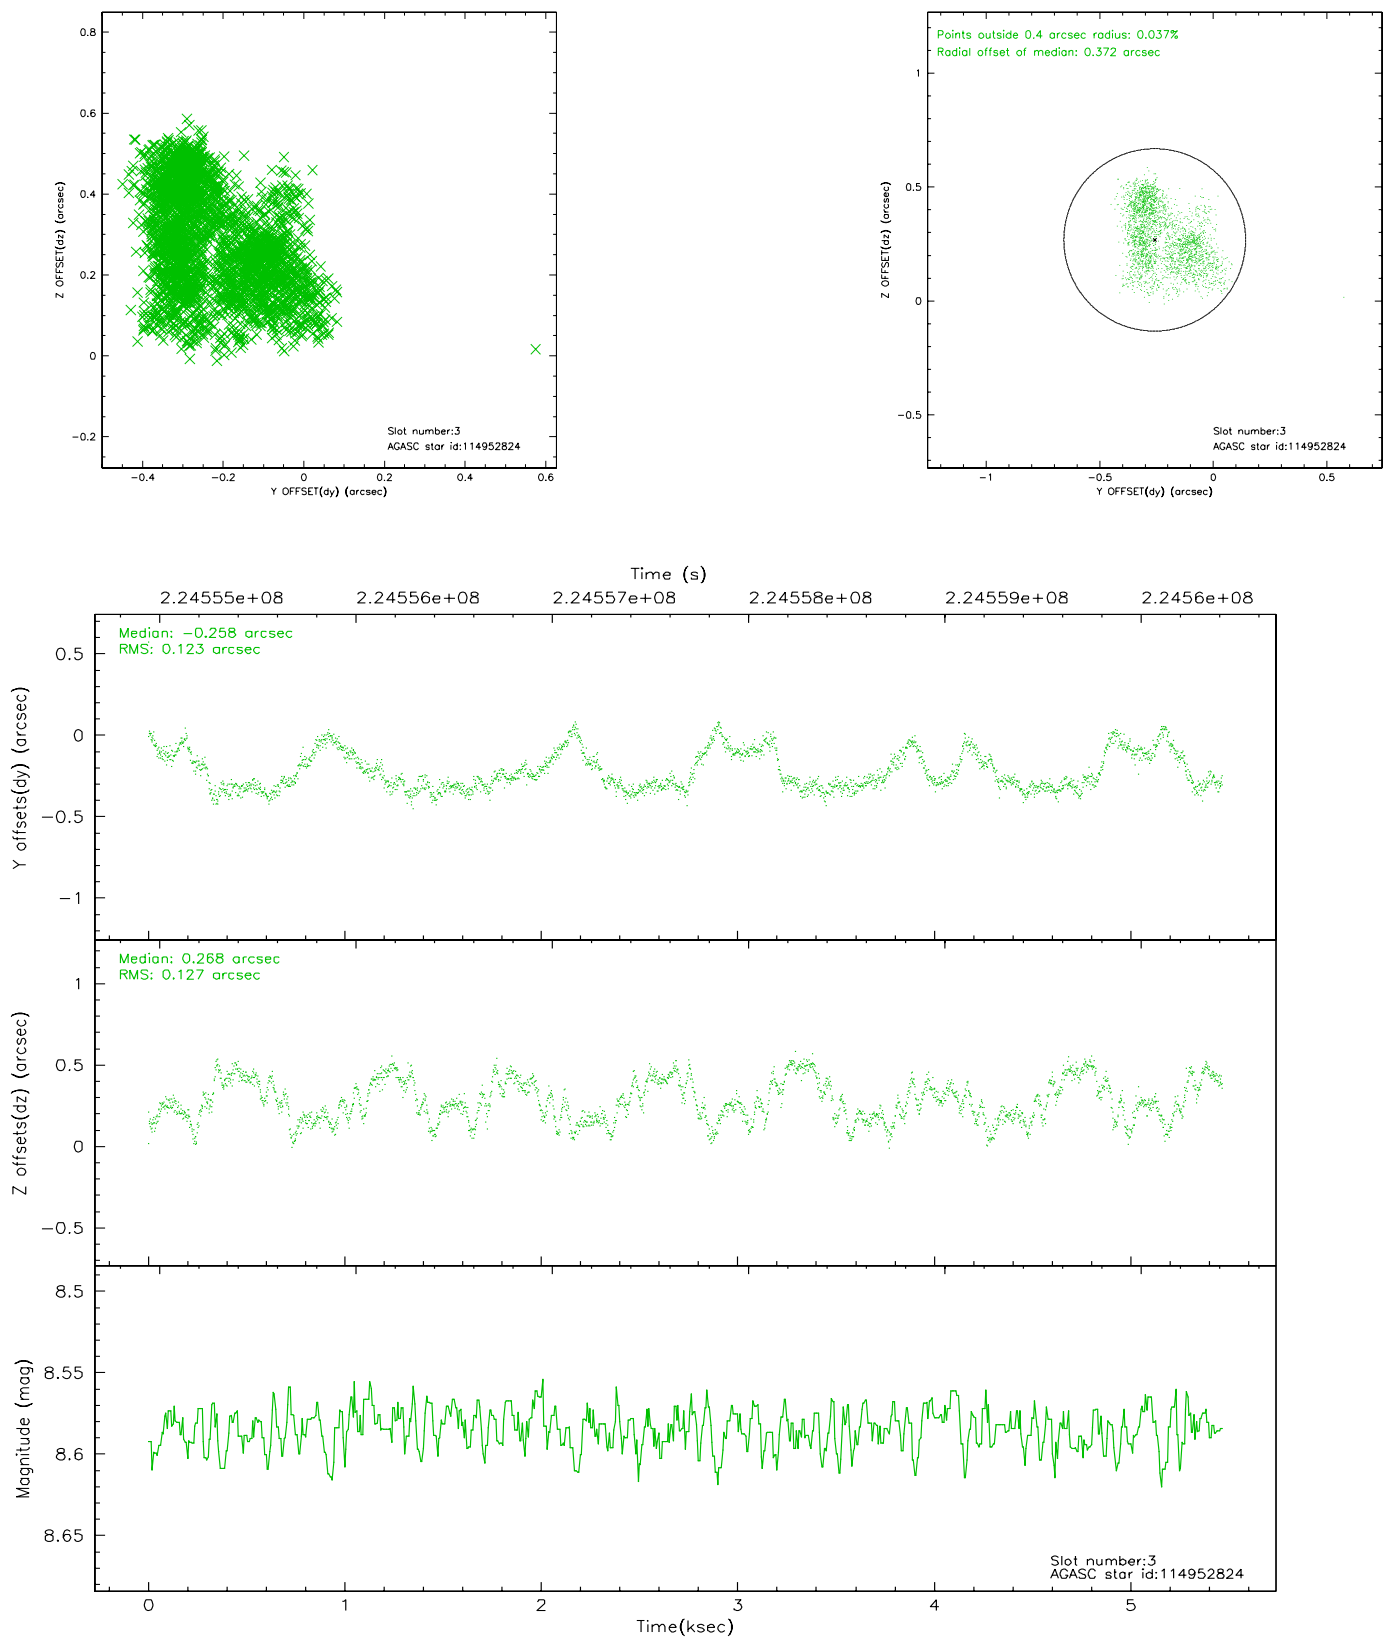 0.8
0.6
0.4
0.2
0
−0.2
Z OFFSET(dz) (arcsec)
−0.4
−0.2
0
0.2
0.4
0.6
Y OFFSET(dy) (arcsec)
Slot number:3
AGASC star id:114952824
Points outside 0.4 arcsec radius: 0.037%
Radial offset of median: 0.372 arcsec
1
0.5
0
−0.5
Z OFFSET(dz) (arcsec)
−1
−0.5
0
0.5
Y OFFSET(dy) (arcsec)
Slot number:3
AGASC star id:114952824
Time (s)
2.24555e+08
2.24556e+08
2.24557e+08
2.24558e+08
2.24559e+08
2.2456e+08
Median: −0.258 arcsec
RMS: 0.123 arcsec
0.5
0
−0.5
−1
Y offsets(dy) (arcsec)
Median: 0.268 arcsec
RMS: 0.127 arcsec
1
0.5
0
−0.5
Z offsets(dz) (arcsec)
8.5
8.55
8.6
8.65
Magnitude (mag)
Slot number:3
AGASC star id:114952824
0
1
2
3
4
5
Time(ksec)